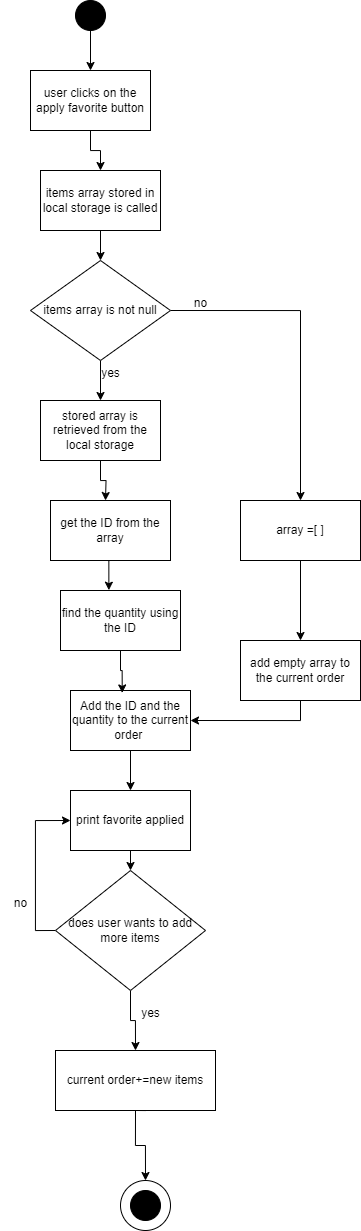 user clicks on the
apply favorite button
items array stored in
local storage is called
items array is not null
no
yes
stored array is
retrieved from the
local storage
get the ID from the
array
array =[ ]
find the quantity using
the ID
add empty array to
the current order
Add the ID and the
quantity to the current
order
print favorite applied
no
does user wants to add
more items
yes
current order+=new items